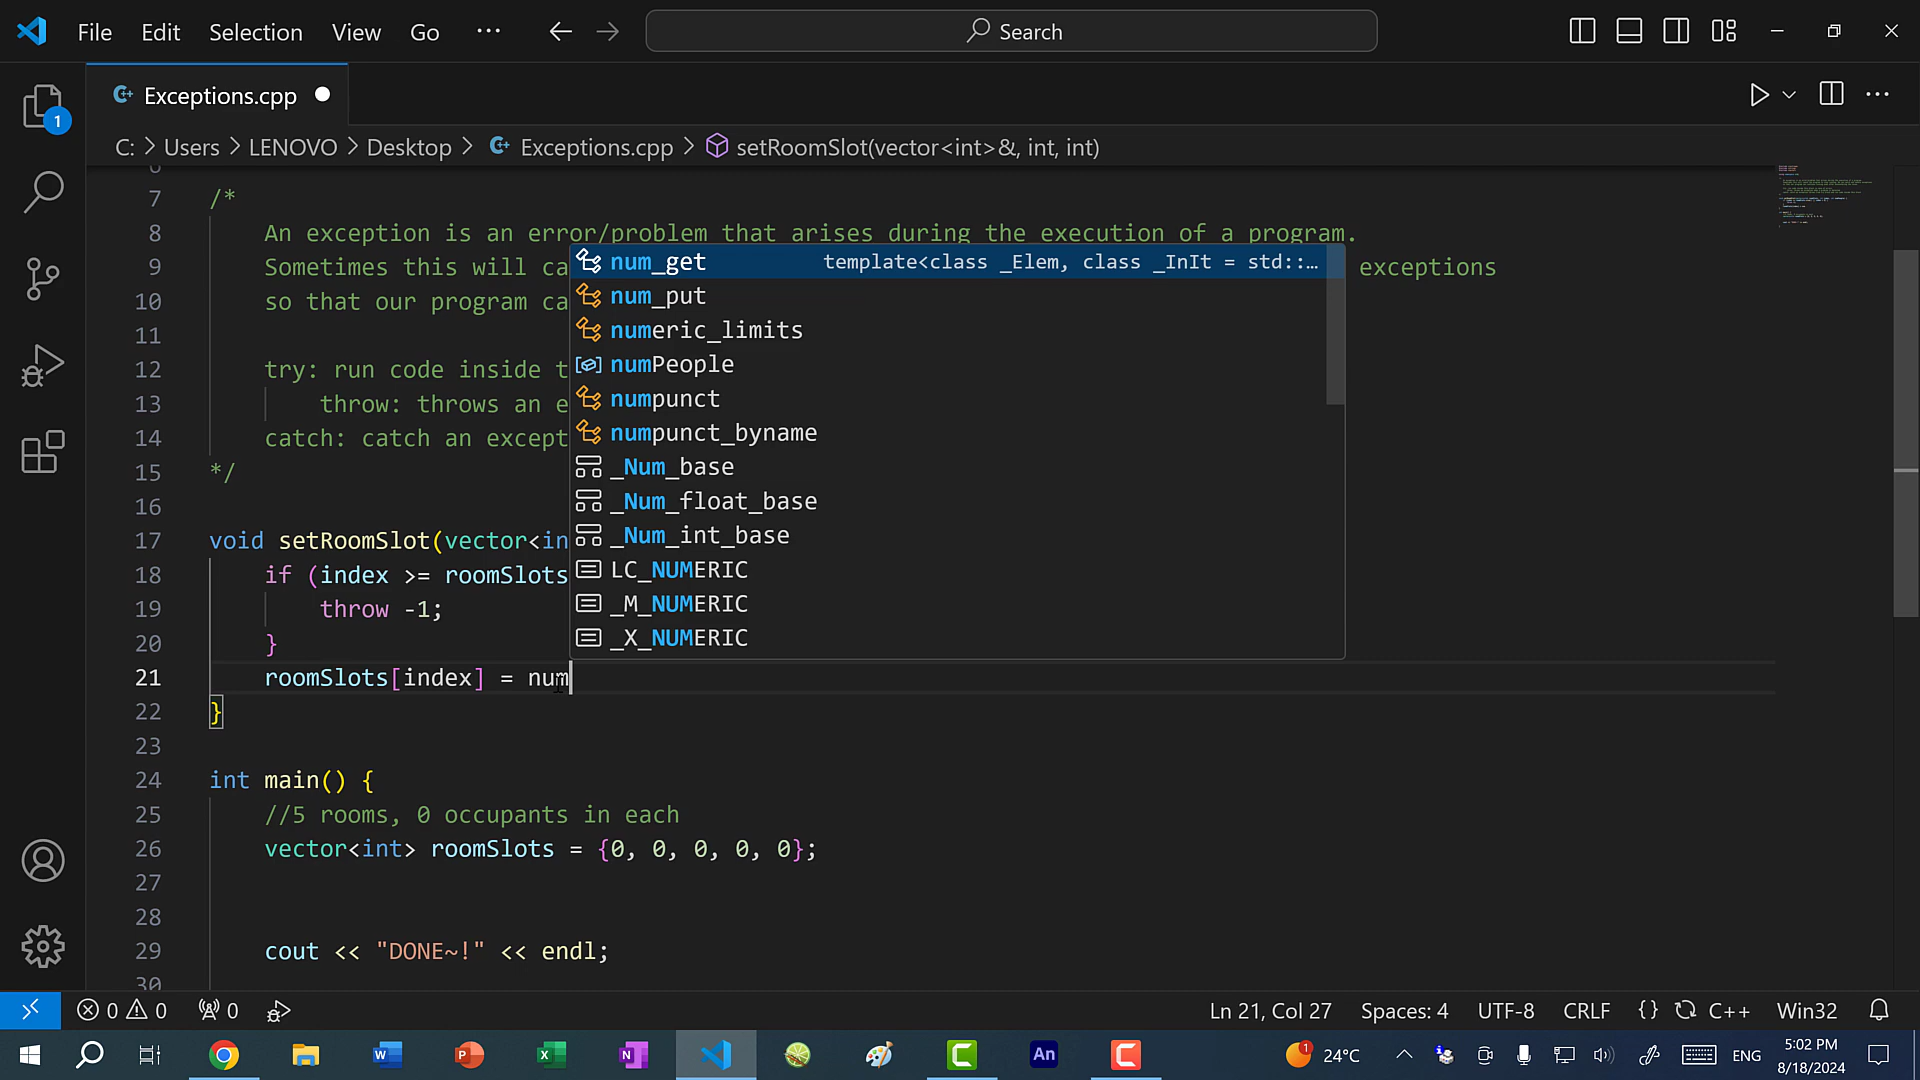 File Edit Selection View Go ... Search
Exceptions.cpp
C: > Users > LENOVO > Desktop > Exceptions.cpp > setRoomSlot(vector<int>&, int, int)
1
7 /*
8 An exception is an error/problem that arises during the execution of a program.
9 Sometimes this will ca exceptions
10 so that our program ca
11
12 try: run code inside t
13 throw: throws an e
14 catch: catch an except
15 */
16
17 void setRoomSlot(vector<in
18 if (index >= roomSlots
19 throw -1;
20 }
21 roomSlots[index] = num
22 }
23
24 int main() {
25 //5 rooms, 0 occupants in each
26 vector<int> roomSlots = {0, 0, 0, 0, 0};
27
28
29 cout << "DONE~!" << endl;
30
num_get template<class _Elem, class _InIt = std::…
num_put
numeric_limits
numPeople
numpunct
numpunct_byname
_Num_base
_Num_float_base
_Num_int_base
LC_NUMERIC
_M_NUMERIC
_X_NUMERIC
0 0 0 Ln 21, Col 27 Spaces: 4 UTF-8 CRLF {} C++ Win32
An 1 24°C ENG 5:02 PM
8/18/2024